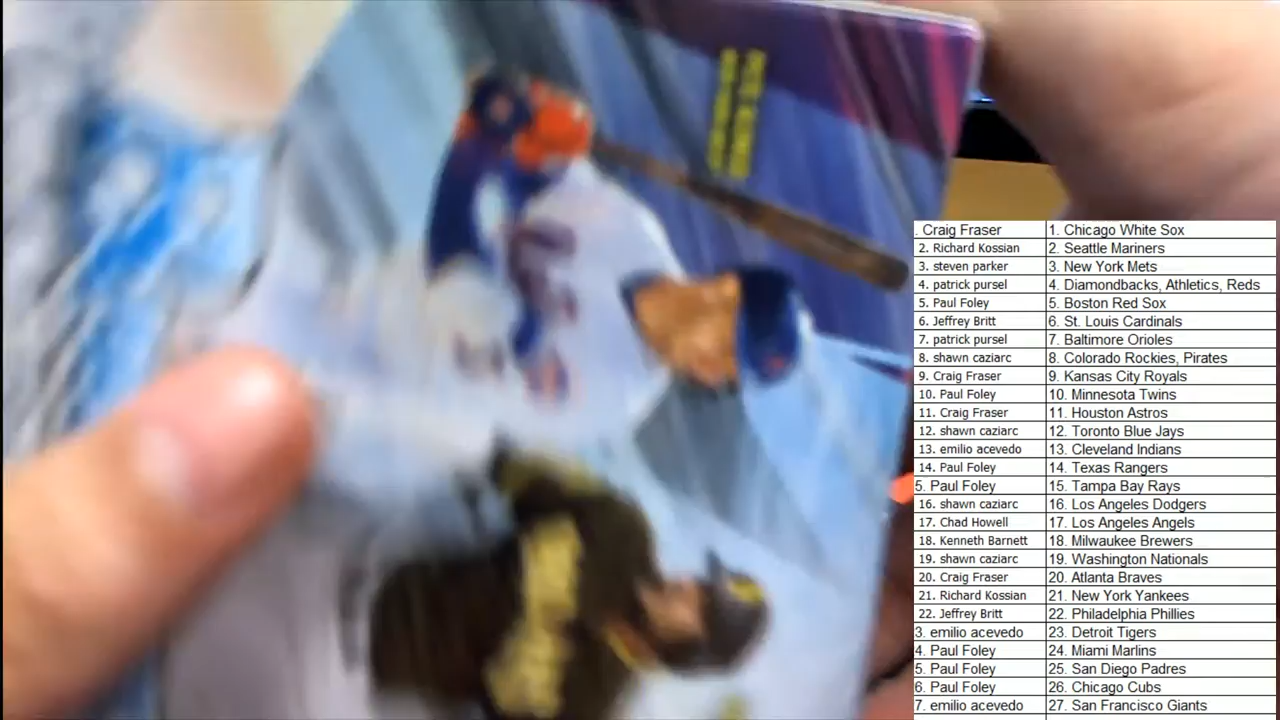 . Craig Fraser 1. Chicago White Sox
2. Richard Kossian 2. Seattle Mariners
3. steven parker 3. New York Mets
4. patrick pursel 4. Diamondbacks, Athletics, Reds
5. Paul Foley 5. Boston Red Sox
6. Jeffrey Britt 6. St. Louis Cardinals
7. patrick pursel 7. Baltimore Orioles
8. shawn caziarc 8. Colorado Rockies, Pirates
9. Craig Fraser 9. Kansas City Royals
10. Paul Foley 10. Minnesota Twins
11. Craig Fraser 11. Houston Astros
12. shawn caziarc 12. Toronto Blue Jays
13. emilio acevedo 13. Cleveland Indians
14. Paul Foley 14. Texas Rangers
5. Paul Foley 15. Tampa Bay Rays
16. shawn caziarc 16. Los Angeles Dodgers
17. Chad Howell 17. Los Angeles Angels
18. Kenneth Barnett 18. Milwaukee Brewers
19. shawn caziarc 19. Washington Nationals
20. Craig Fraser 20. Atlanta Braves
21. Richard Kossian 21. New York Yankees
22. Jeffrey Britt 22. Philadelphia Phillies
3. emilio acevedo 23. Detroit Tigers
4. Paul Foley 24. Miami Marlins
5. Paul Foley 25. San Diego Padres
6. Paul Foley 26. Chicago Cubs
7. emilio acevedo 27. San Francisco Giants